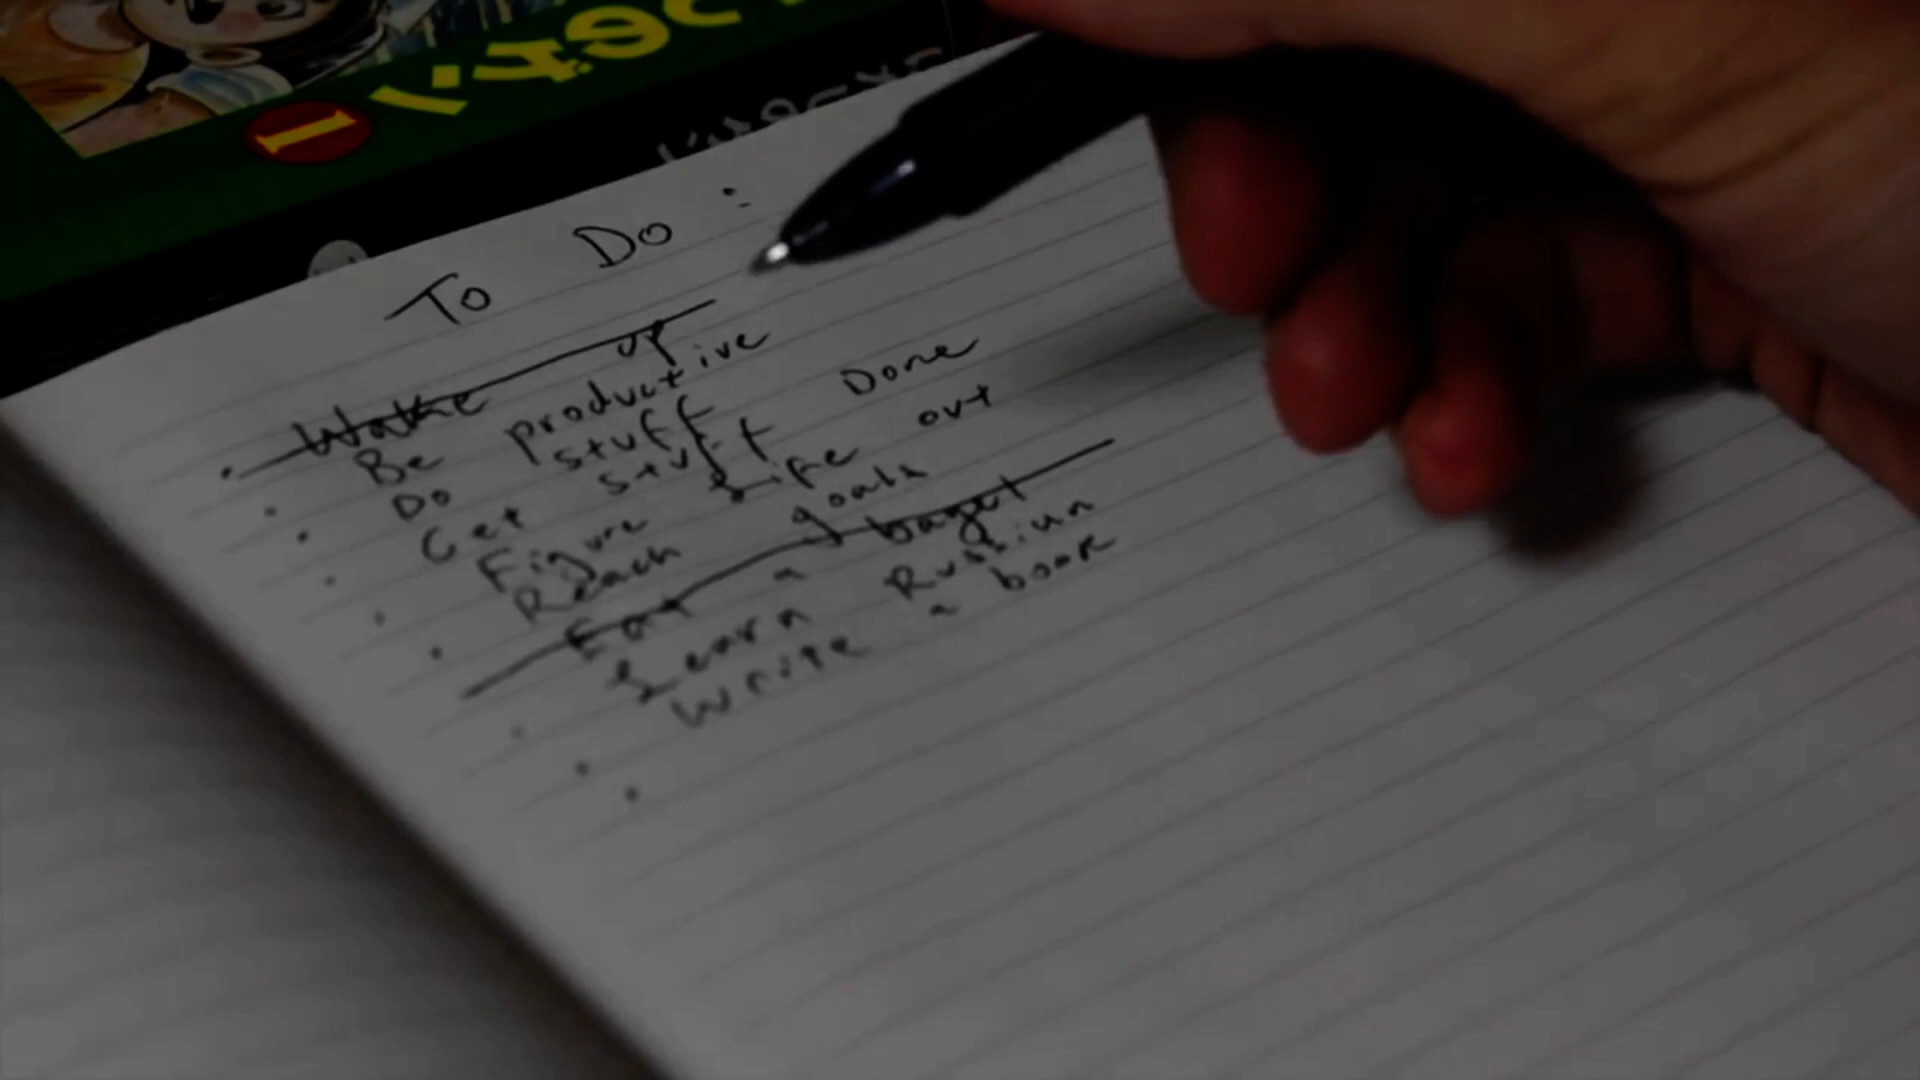 To Do :
Wake up
Be productive
Do stuff
Get stuff Done
Figure Life out
Reach goals
Eat a bagel
Learn Russian
Write a book
1